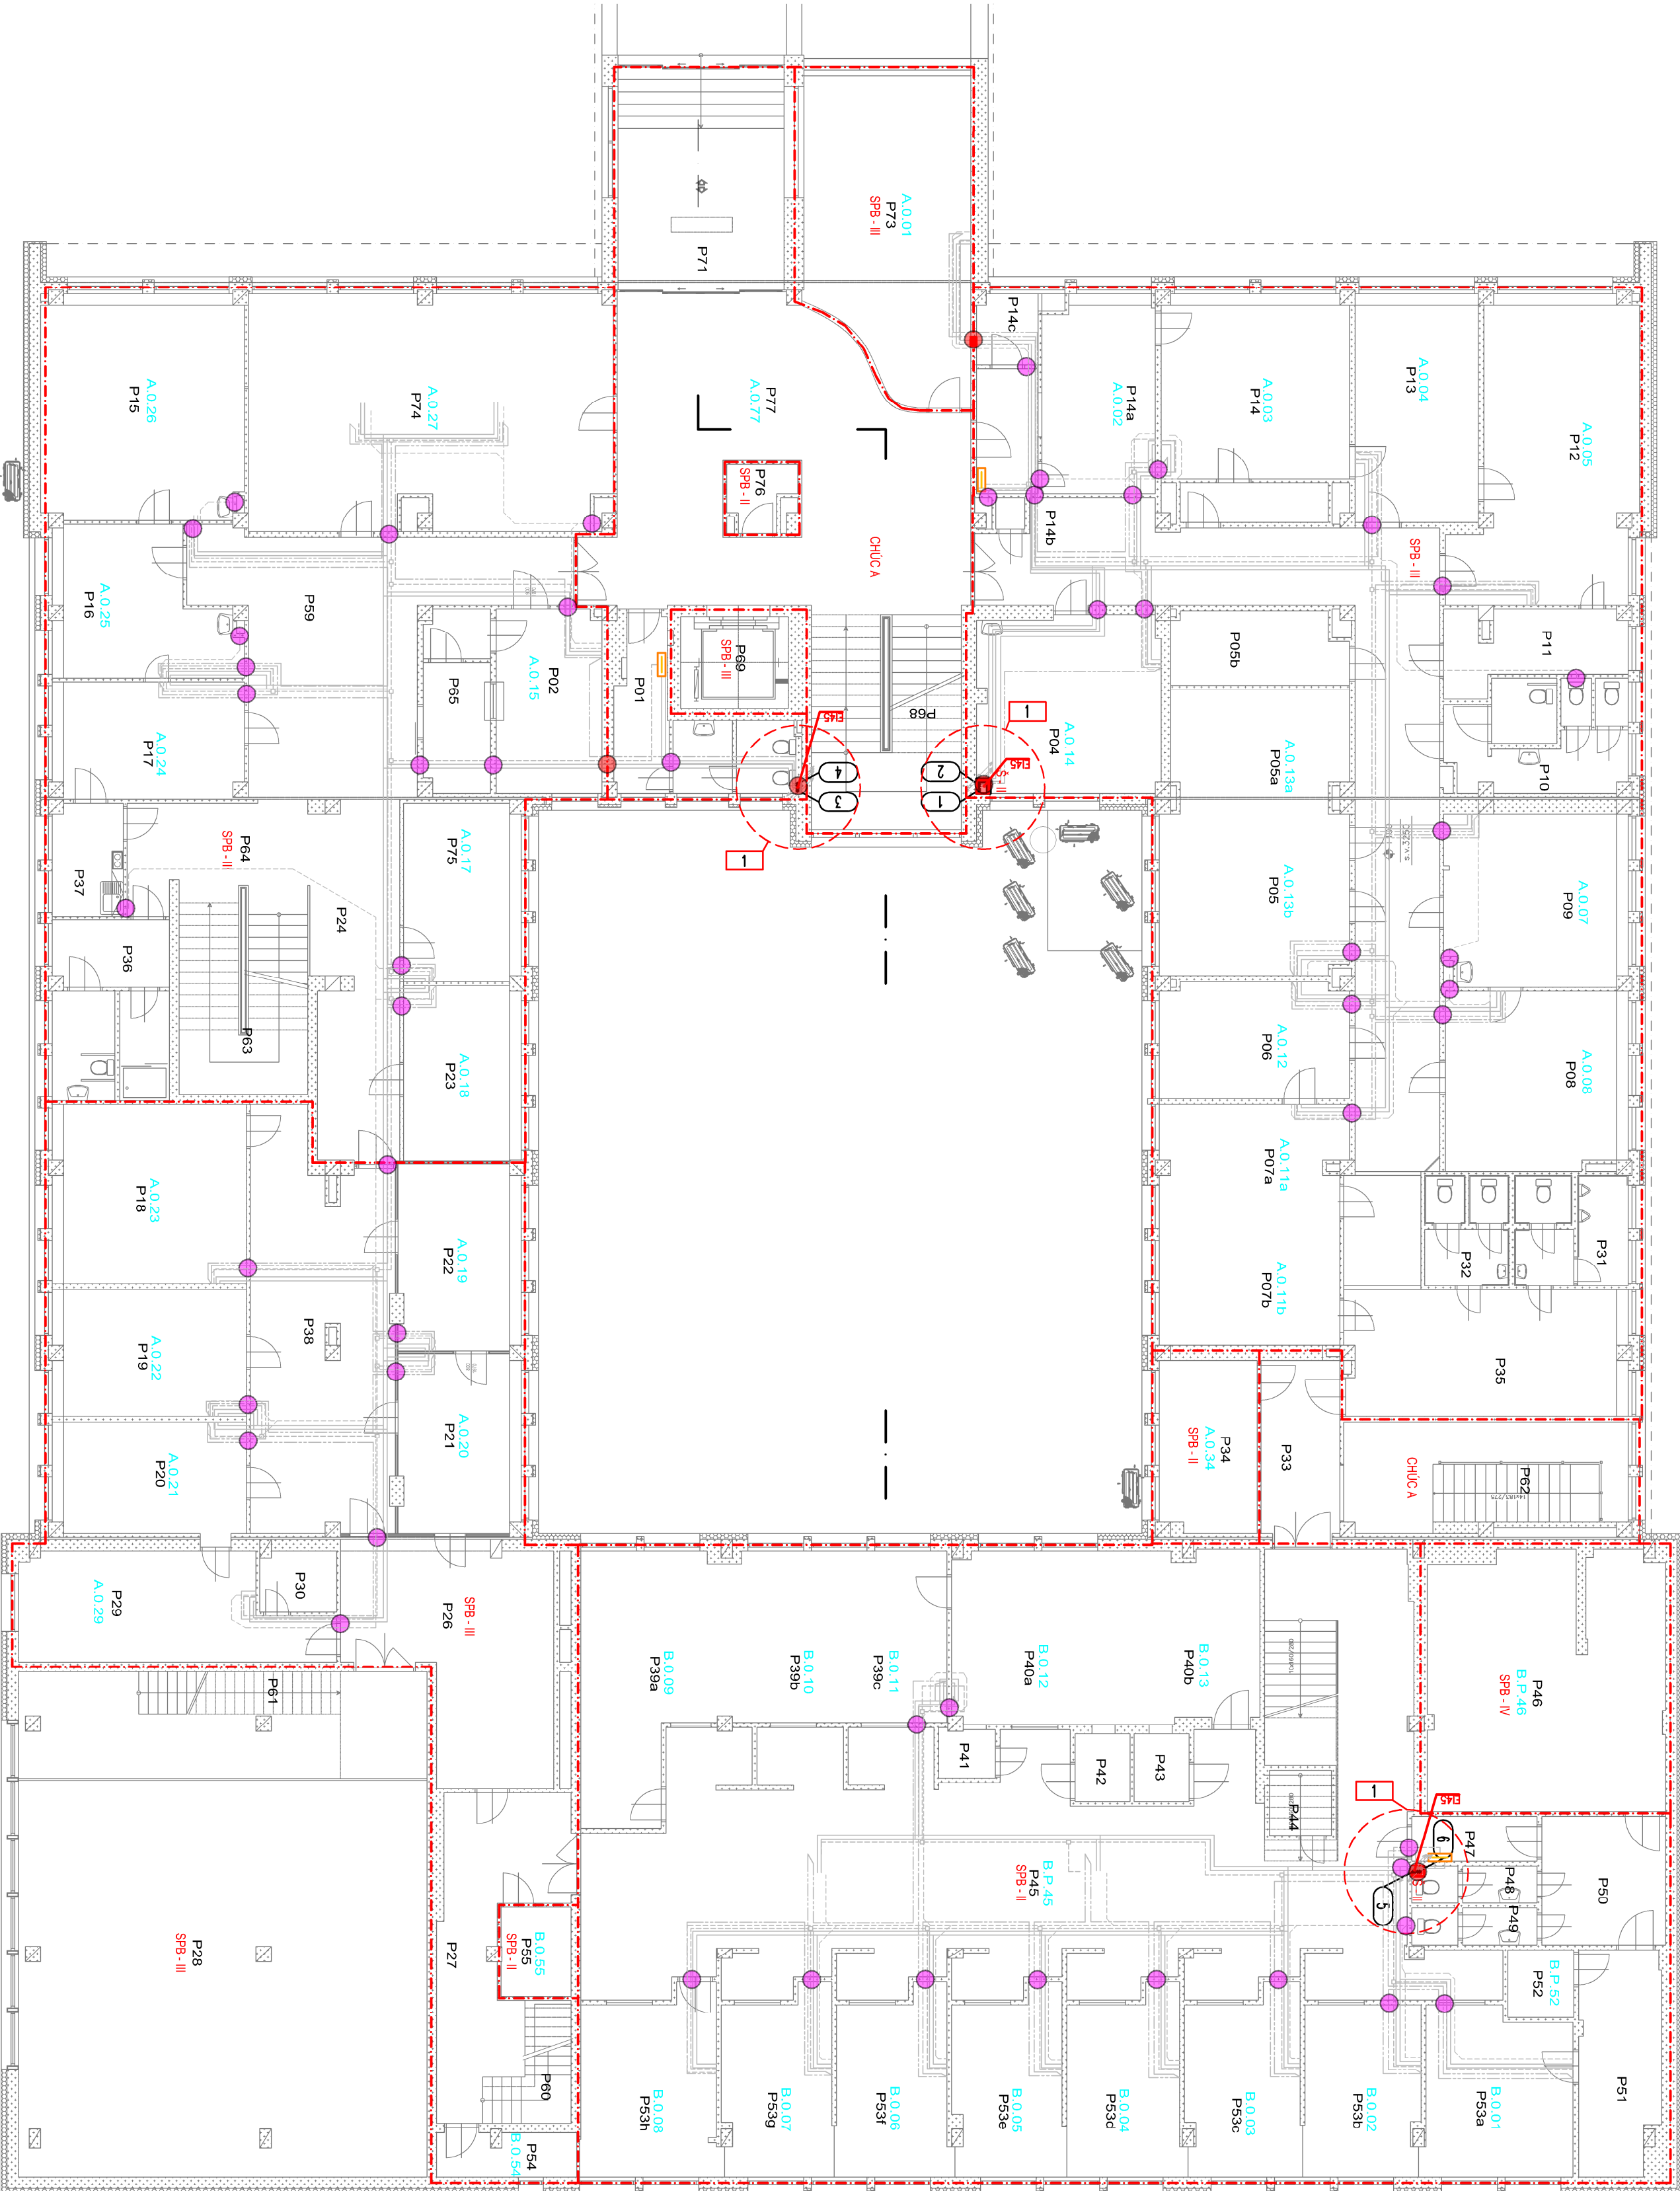 A.0.01
P73
SPB - III
P71
P14c
P14a
A.0.02
A.0.03
P14
A.0.04
P13
A.0.05
P12
A.0.26
P15
A.0.27
P74
P77
A.0.77
P76
SPB - II
CHÚC A
P14b
SPB - III
A.0.25
P16
P59
P65
P02
A.0.15
P01
P69
SPB - III
P68
P04
A.0.14
P05b
P11
P10
A.0.13a
P05a
A.0.24
P17
EI45
4
3
1
EI45
2
1
1
P64
SPB - III
P37
P36
P24
P63
A.0.17
P75
A.0.18
P23
A.0.13b
P05
A.0.07
P09
A.0.12
P06
A.0.08
P08
A.0.11a
P07a
A.0.11b
P07b
P31
P32
P35
A.0.23
P18
A.0.22
P19
A.0.21
P20
P38
A.0.19
P22
A.0.20
P21
P34
A.0.34
SPB - II
P33
P62
CHÚC A
P29
A.0.29
P30
P26
SPB - III
P61
B.0.09
P39a
B.0.10
P39b
B.0.11
P39c
B.0.12
P40a
B.0.13
P40b
P41
P42
P43
P44
P46
B.P.46
SPB - IV
EI45
1
6
5
P47
P48
P49
P50
B.P.52
P52
P51
B.P.45
P45
SPB - II
P28
SPB - III
P27
B.0.55
P55
SPB - II
P60
P54
B.0.54
B.0.08
P53h
B.0.07
P53g
B.0.06
P53f
B.0.05
P53e
B.0.04
P53d
B.0.03
P53c
B.0.02
P53b
B.0.01
P53a